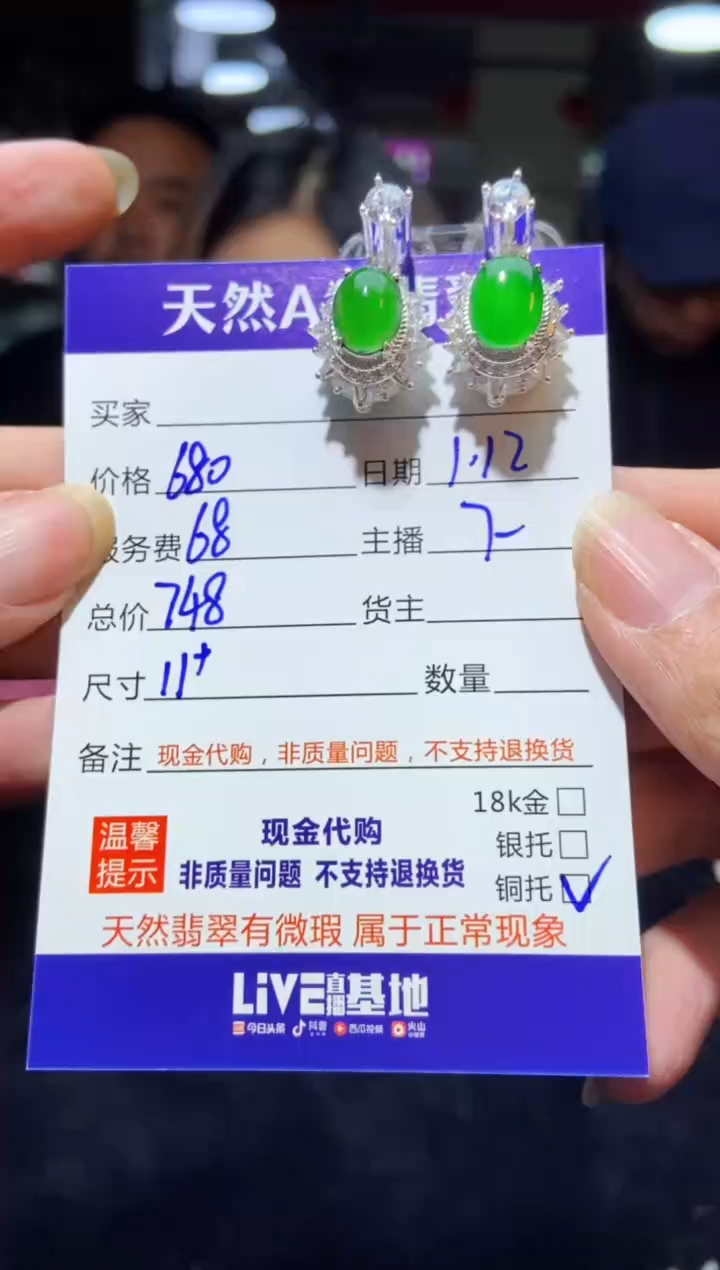 天然A 翡翠
买家
价格 680 日期 1.12
服务费 68 主播
总价 748 货主
尺寸 11+ 数量
备注 现金代购，非质量问题，不支持退换货
18k金
温馨提示 现金代购 银托
非质量问题 不支持退换货 铜托 ✓
天然翡翠有微瑕 属于正常现象
LIVE直播基地
今日头条 抖音 西瓜视频 火山